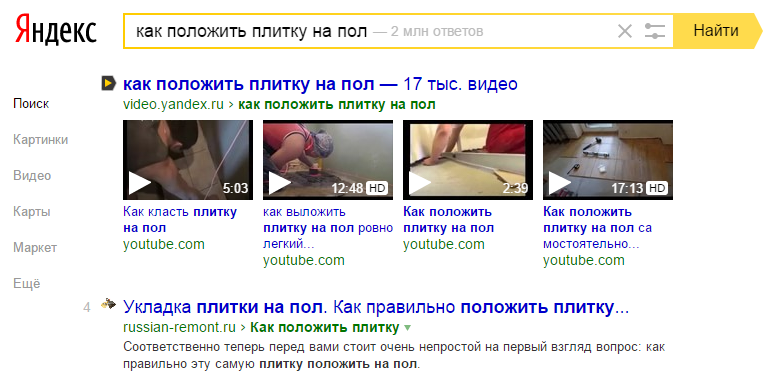 Яндекс
как положить плитку на пол — 2 млн ответов
Найти
Поиск
Картинки
Видео
Карты
Маркет
Ещё
как положить плитку на пол — 17 тыс. видео
video.yandex.ru › как положить плитку на пол
5:03
Как класть плитку
на пол
youtube.com
12:48 HD
как выложить
плитку на пол ровно
легкий...
youtube.com
2:39
Как положить
плитку на пол
youtube.com
17:13 HD
Как положить
плитку на пол са
мостоятельно...
youtube.com
4
Укладка плитки на пол. Как правильно положить плитку...
russian-remont.ru › Как положить плитку
Соответственно теперь перед вами стоит очень непростой на первый взгляд вопрос: как
правильно эту самую плитку положить на пол.